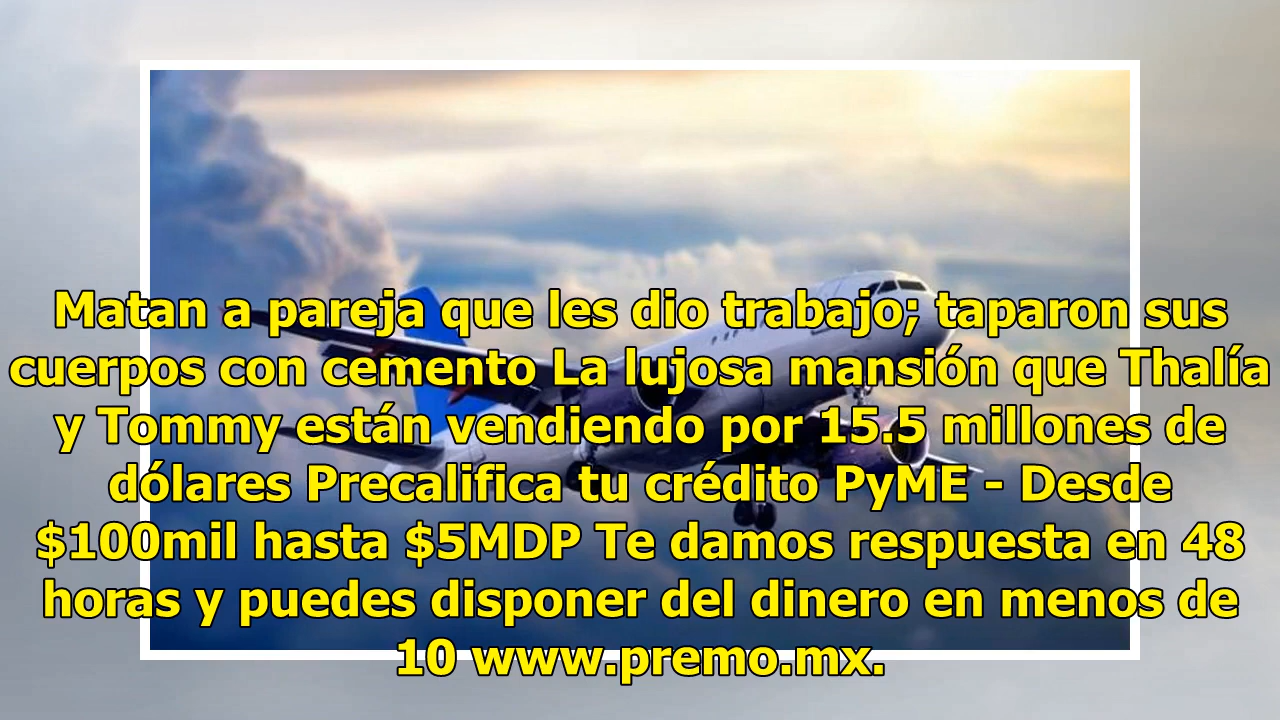 Matan a pareja que les dio trabajo; taparon sus
cuerpos con cemento La lujosa mansión que Thalía
y Tommy están vendiendo por 15.5 millones de
dólares Precalifica tu crédito PyME - Desde
$100mil hasta $5MDP Te damos respuesta en 48
horas y puedes disponer del dinero en menos de
10 www.premo.mx.